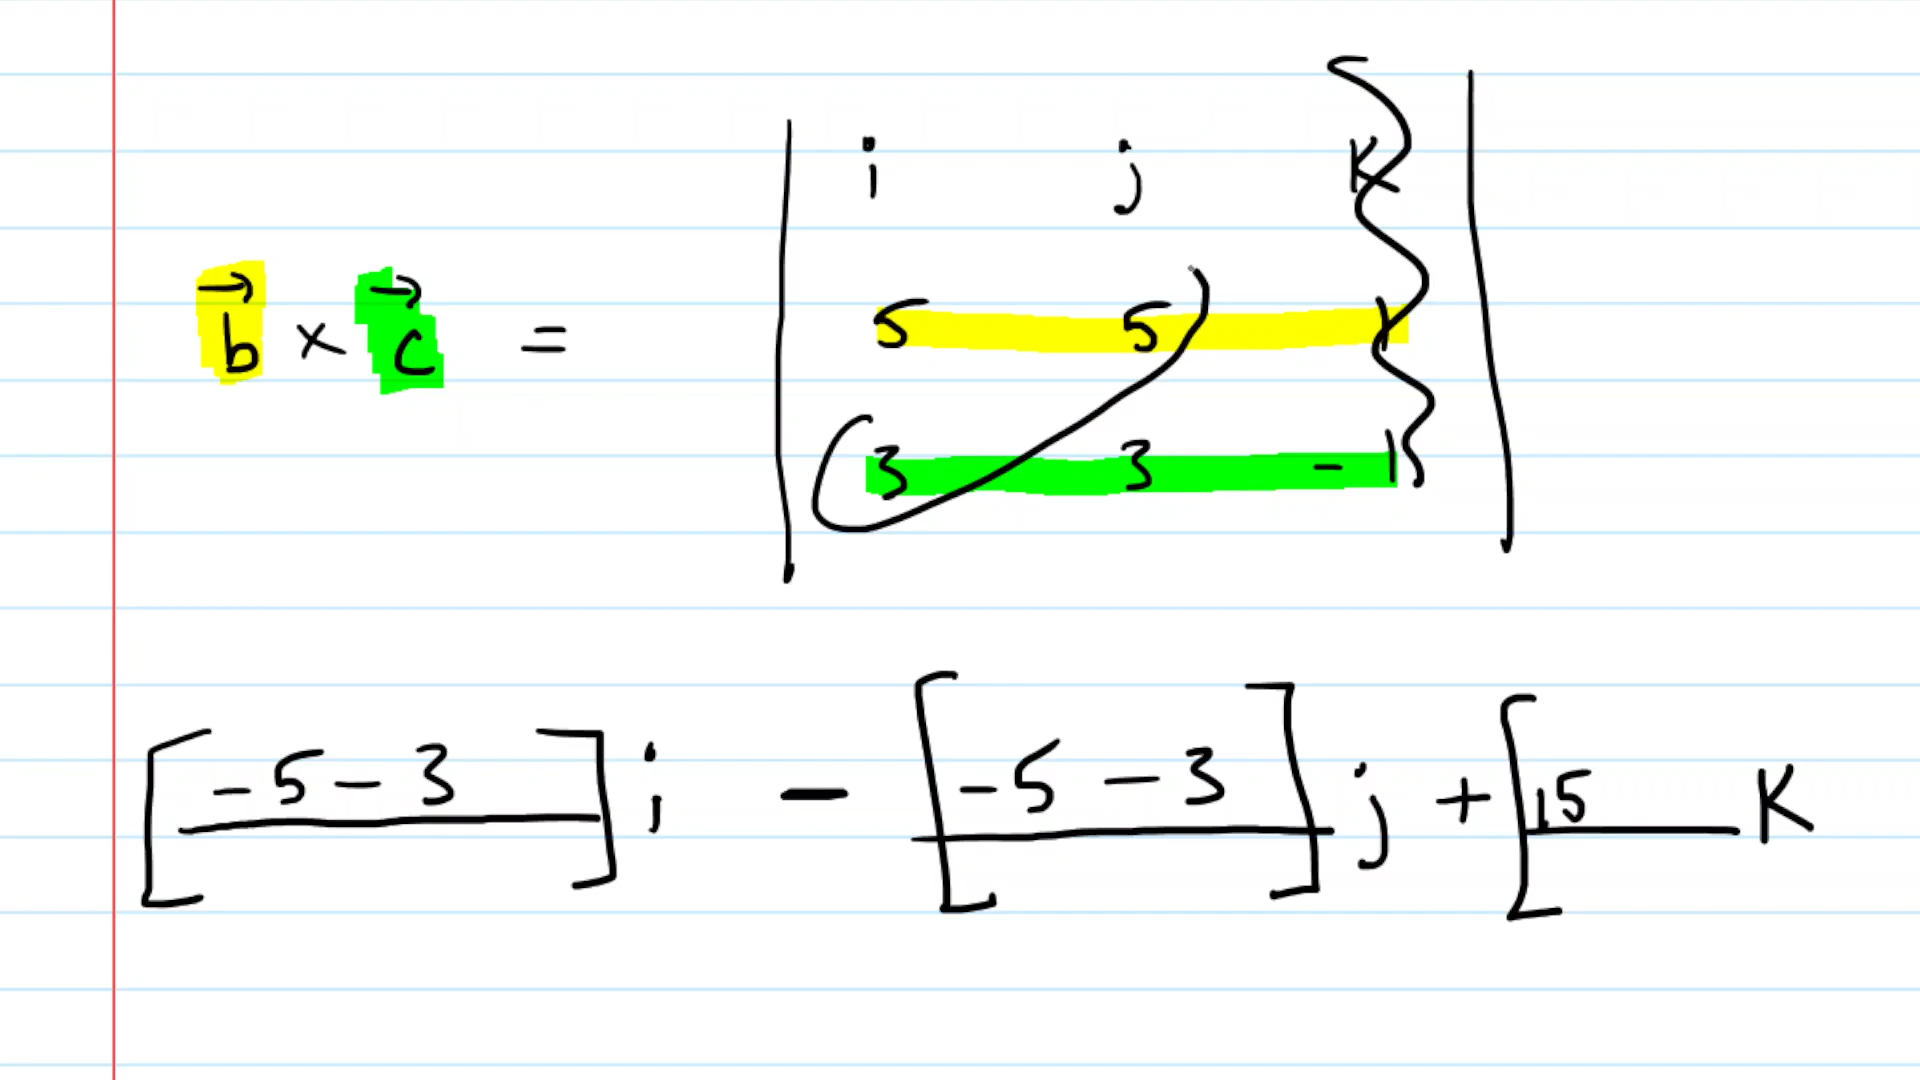 i j K
b × c = 5 5 1
3 3 -1
[-5-3] i - [-5-3] j + [15 K